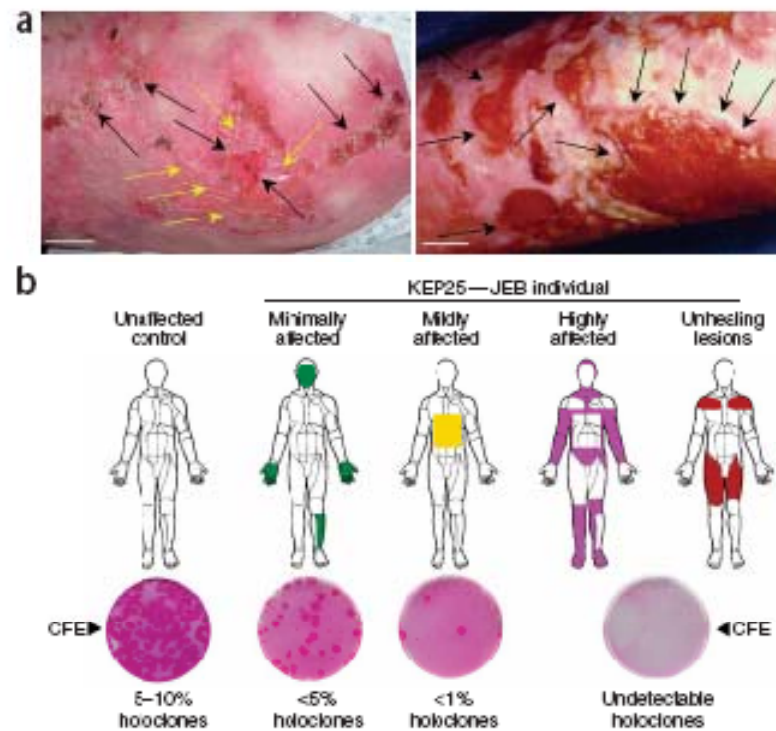 a
b
KEP25—JEB individual
Unaffected control
Minimally affected
Mildly affected
Highly affected
Unhealing lesions
CFE
CFE
5–10% holoclones
<5% holoclones
<1% holoclones
Undetectable holoclones